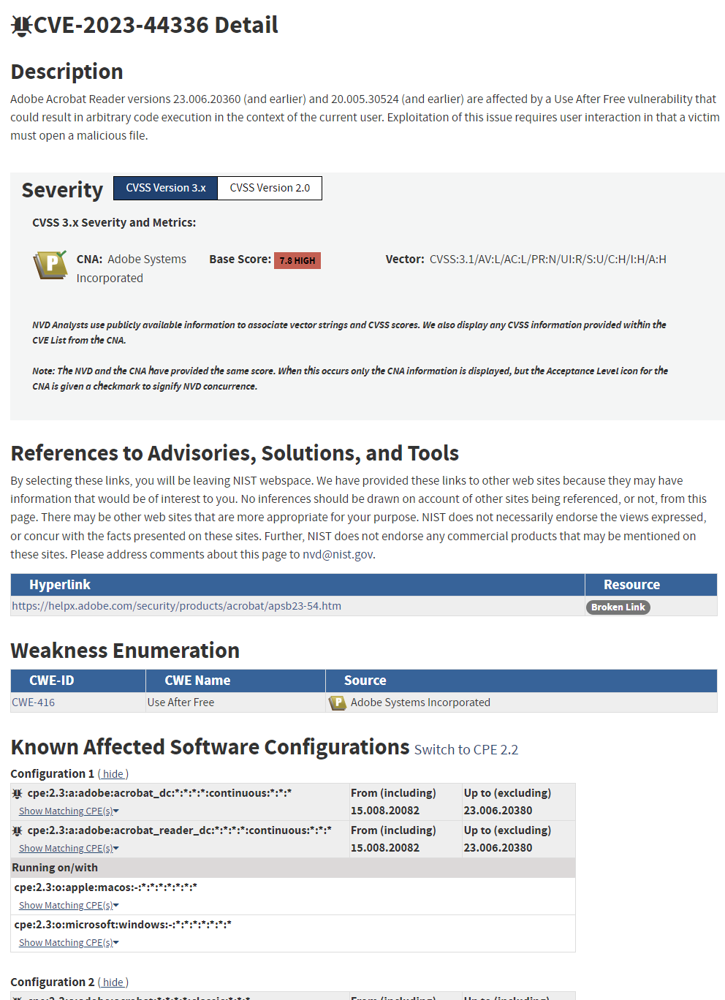 CVE-2023-44336 Detail
Description
Adobe Acrobat Reader versions 23.006.20360 (and earlier) and 20.005.30524 (and earlier) are affected by a Use After Free vulnerability that
could result in arbitrary code execution in the context of the current user. Exploitation of this issue requires user interaction in that a victim
must open a malicious file.
Severity CVSS Version 3.x CVSS Version 2.0
CVSS 3.x Severity and Metrics:
P CNA: Adobe Systems Base Score: 7.8 HIGH Vector: CVSS:3.1/AV:L/AC:L/PR:N/UI:R/S:U/C:H/I:H/A:H
Incorporated
NVD Analysts use publicly available information to associate vector strings and CVSS scores. We also display any CVSS information provided within the
CVE List from the CNA.
Note: The NVD and the CNA have provided the same score. When this occurs only the CNA information is displayed, but the Acceptance Level icon for the
CNA is given a checkmark to signify NVD concurrence.
References to Advisories, Solutions, and Tools
By selecting these links, you will be leaving NIST webspace. We have provided these links to other web sites because they may have
information that would be of interest to you. No inferences should be drawn on account of other sites being referenced, or not, from this
page. There may be other web sites that are more appropriate for your purpose. NIST does not necessarily endorse the views expressed,
or concur with the facts presented on these sites. Further, NIST does not endorse any commercial products that may be mentioned on
these sites. Please address comments about this page to nvd@nist.gov.
Hyperlink Resource
https://helpx.adobe.com/security/products/acrobat/apsb23-54.htm Broken Link
Weakness Enumeration
CWE-ID CWE Name Source
CWE-416 Use After Free P Adobe Systems Incorporated
Known Affected Software Configurations Switch to CPE 2.2
Configuration 1 ( hide )
cpe:2.3:a:adobe:acrobat_dc:*:*:*:*:continuous:*:*:* From (including) Up to (excluding)
Show Matching CPE(s) 15.008.20082 23.006.20380
cpe:2.3:a:adobe:acrobat_reader_dc:*:*:*:*:continuous:*:*:* From (including) Up to (excluding)
Show Matching CPE(s) 15.008.20082 23.006.20380
Running on/with
cpe:2.3:o:apple:macos:-:*:*:*:*:*:*:*
Show Matching CPE(s)
cpe:2.3:o:microsoft:windows:-:*:*:*:*:*:*:*
Show Matching CPE(s)
Configuration 2 ( hide )